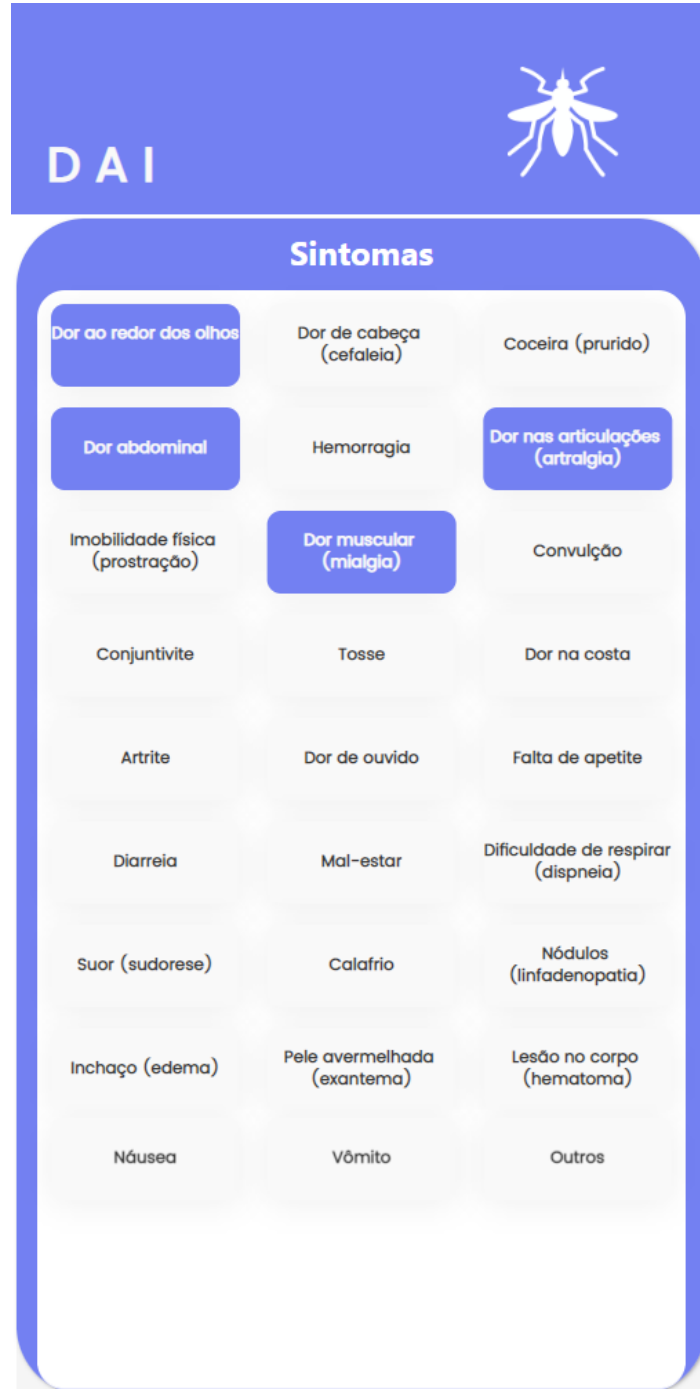 D A I
Sintomas
Dor ao redor dos olhos
Dor de cabeça
(cefaleia)
Coceira (prurido)
Dor abdominal
Hemorragia
Dor nas articulações
(artralgia)
Imobilidade física
(prostração)
Dor muscular
(mialgia)
Convulção
Conjuntivite
Tosse
Dor na costa
Artrite
Dor de ouvido
Falta de apetite
Diarreia
Mal-estar
Dificuldade de respirar
(dispneia)
Suor (sudorese)
Calafrio
Nódulos
(linfadenopatia)
Inchaço (edema)
Pele avermelhada
(exantema)
Lesão no corpo
(hematoma)
Náusea
Vômito
Outros